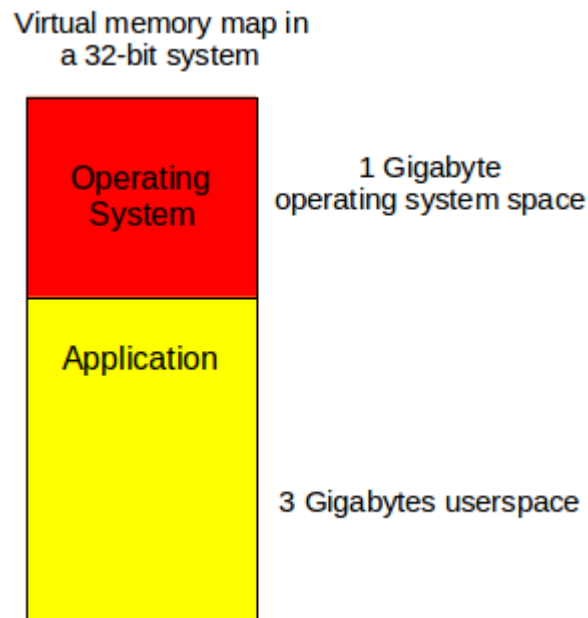 Virtual memory map in
a 32-bit system
Operating
System
1 Gigabyte
operating system space
Application
3 Gigabytes userspace